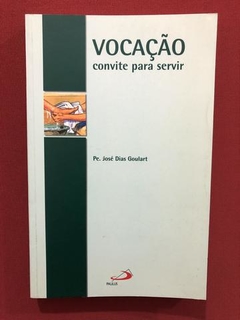 VOCAÇÃO
convite para servir
Pe. José Dias Goulart
PAULUS